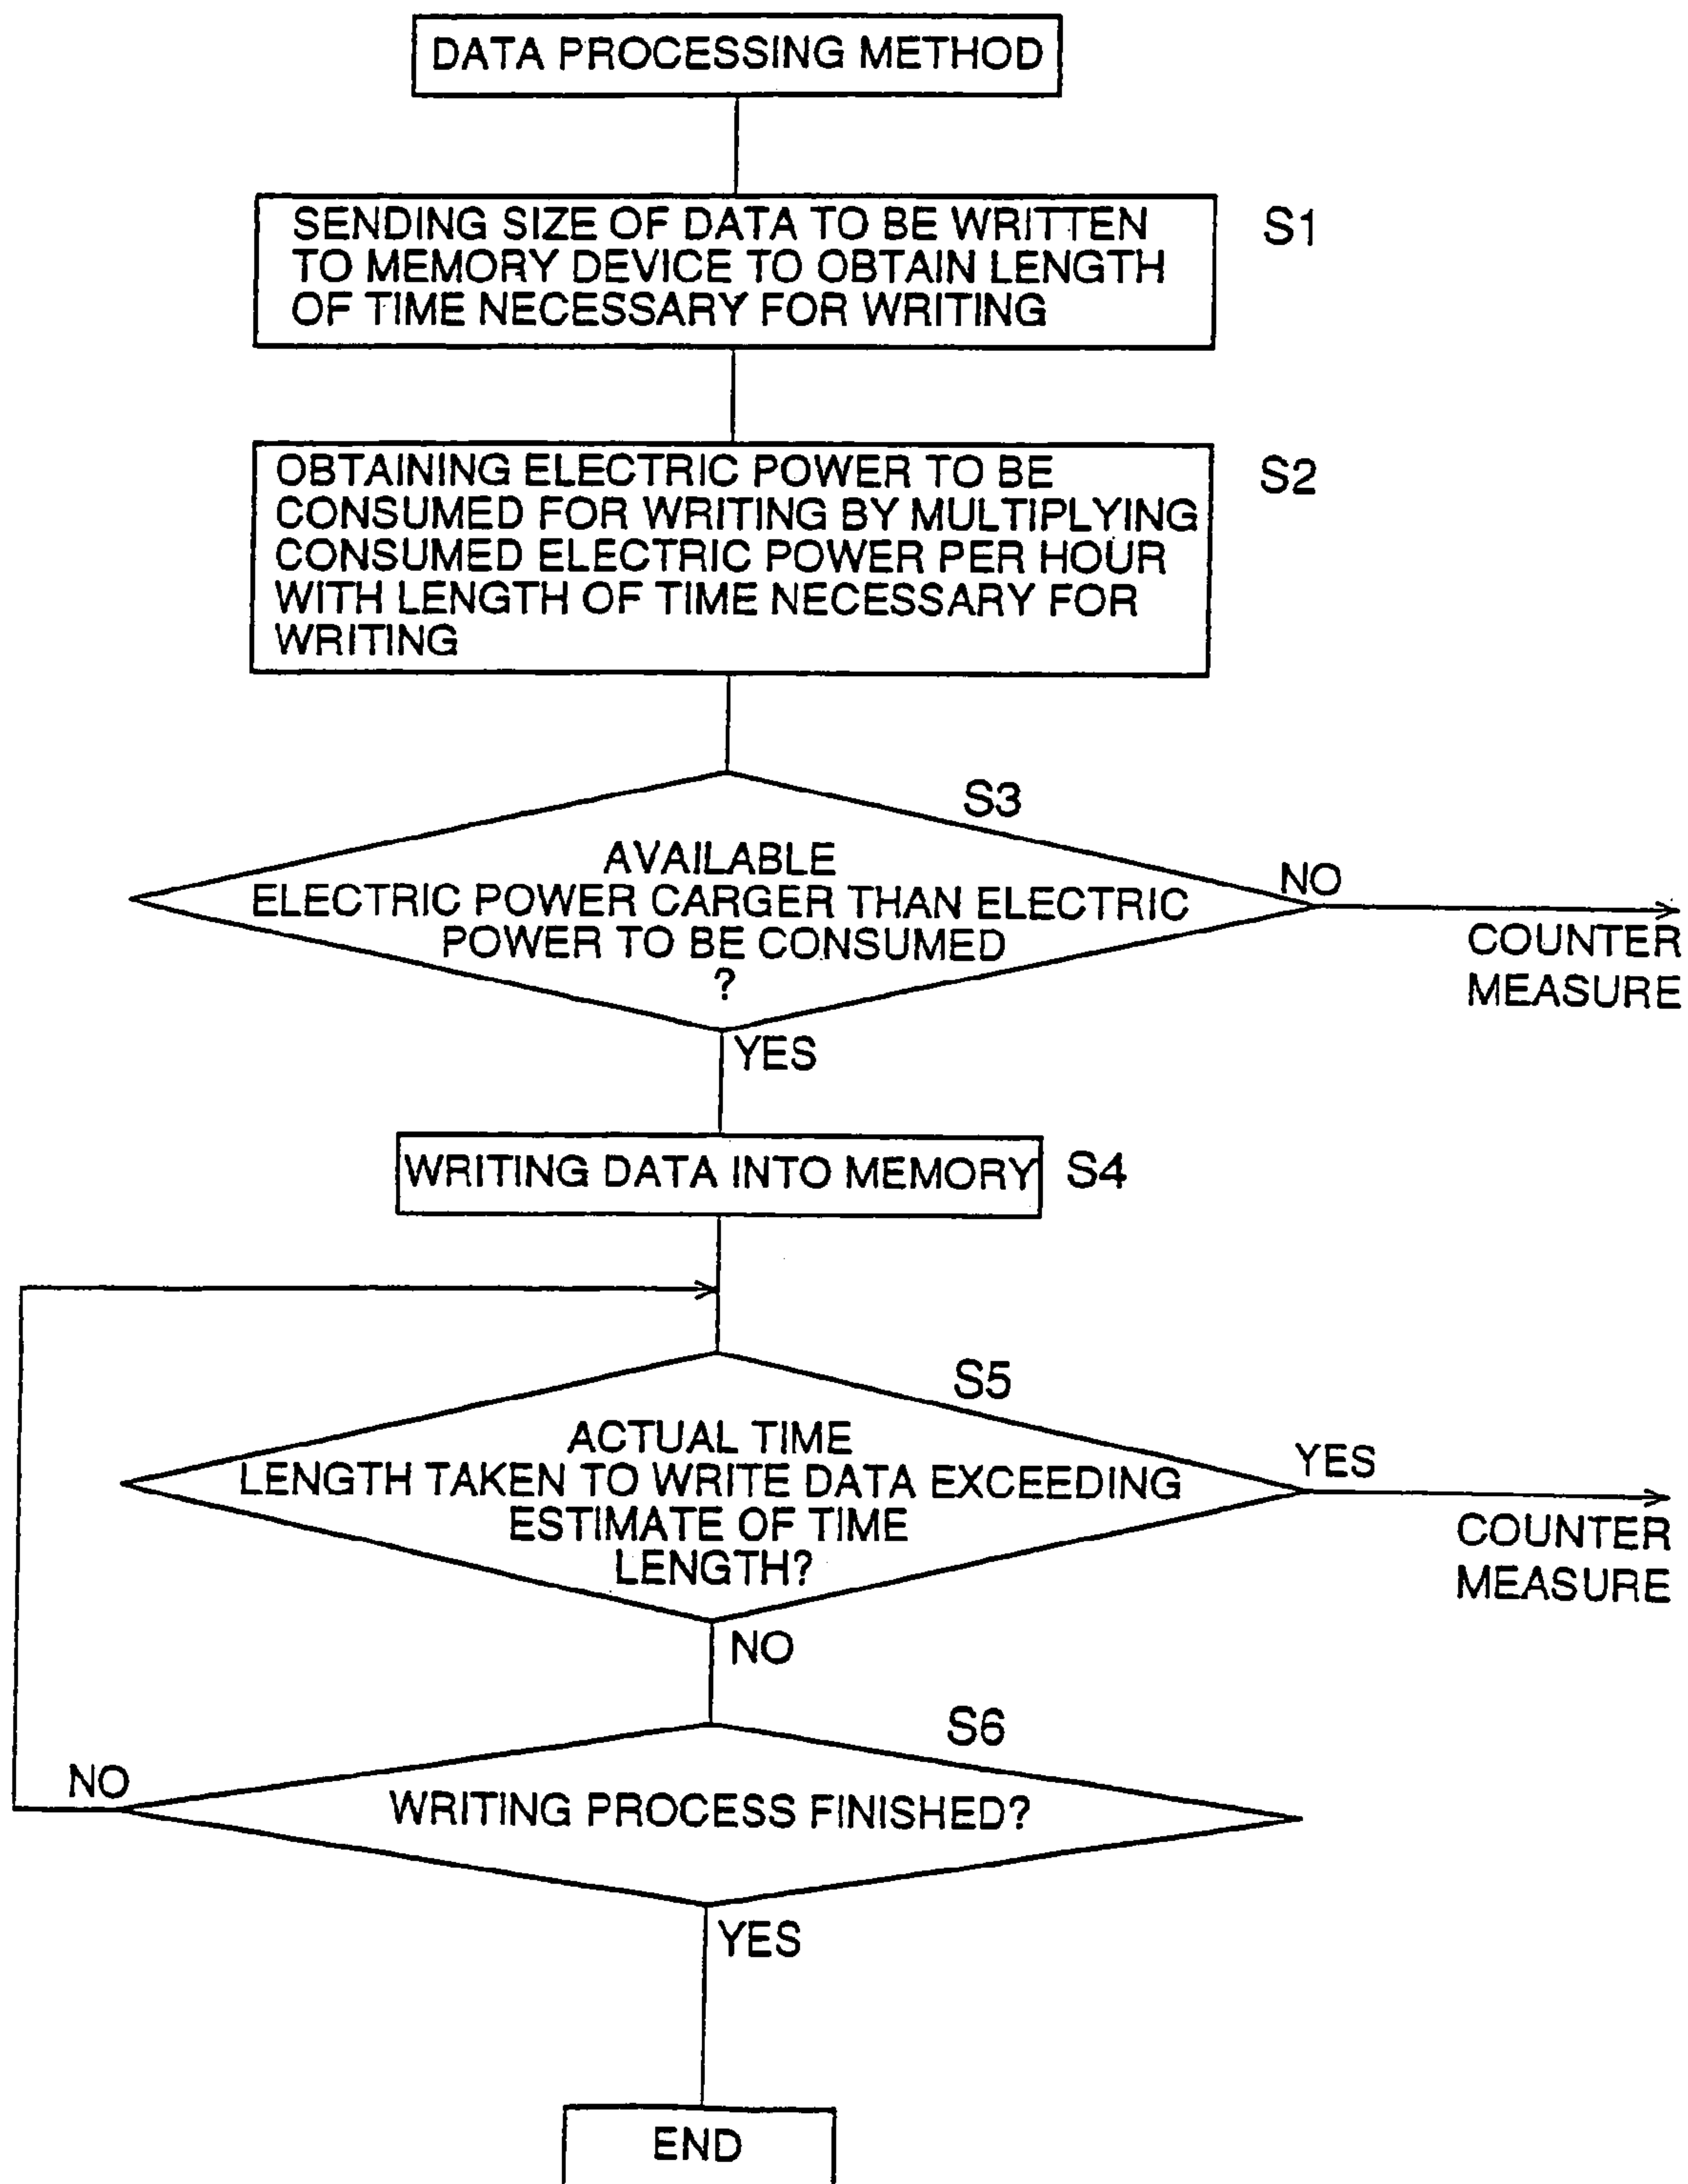 DATA PROCESSING METHOD
SENDING SIZE OF DATA TO BE WRITTEN
TO MEMORY DEVICE TO OBTAIN LENGTH
OF TIME NECESSARY FOR WRITING
S1
OBTAINING ELECTRIC POWER TO BE
CONSUMED FOR WRITING BY MULTIPLYING
CONSUMED ELECTRIC POWER PER HOUR
WITH LENGTH OF TIME NECESSARY FOR
WRITING
S2
S3
AVAILABLE
ELECTRIC POWER CARGER THAN ELECTRIC
POWER TO BE CONSUMED
?
NO
COUNTER
MEASURE
YES
WRITING DATA INTO MEMORY
S4
S5
ACTUAL TIME
LENGTH TAKEN TO WRITE DATA EXCEEDING
ESTIMATE OF TIME
LENGTH?
YES
COUNTER
MEASURE
NO
S6
NO
WRITING PROCESS FINISHED?
YES
END